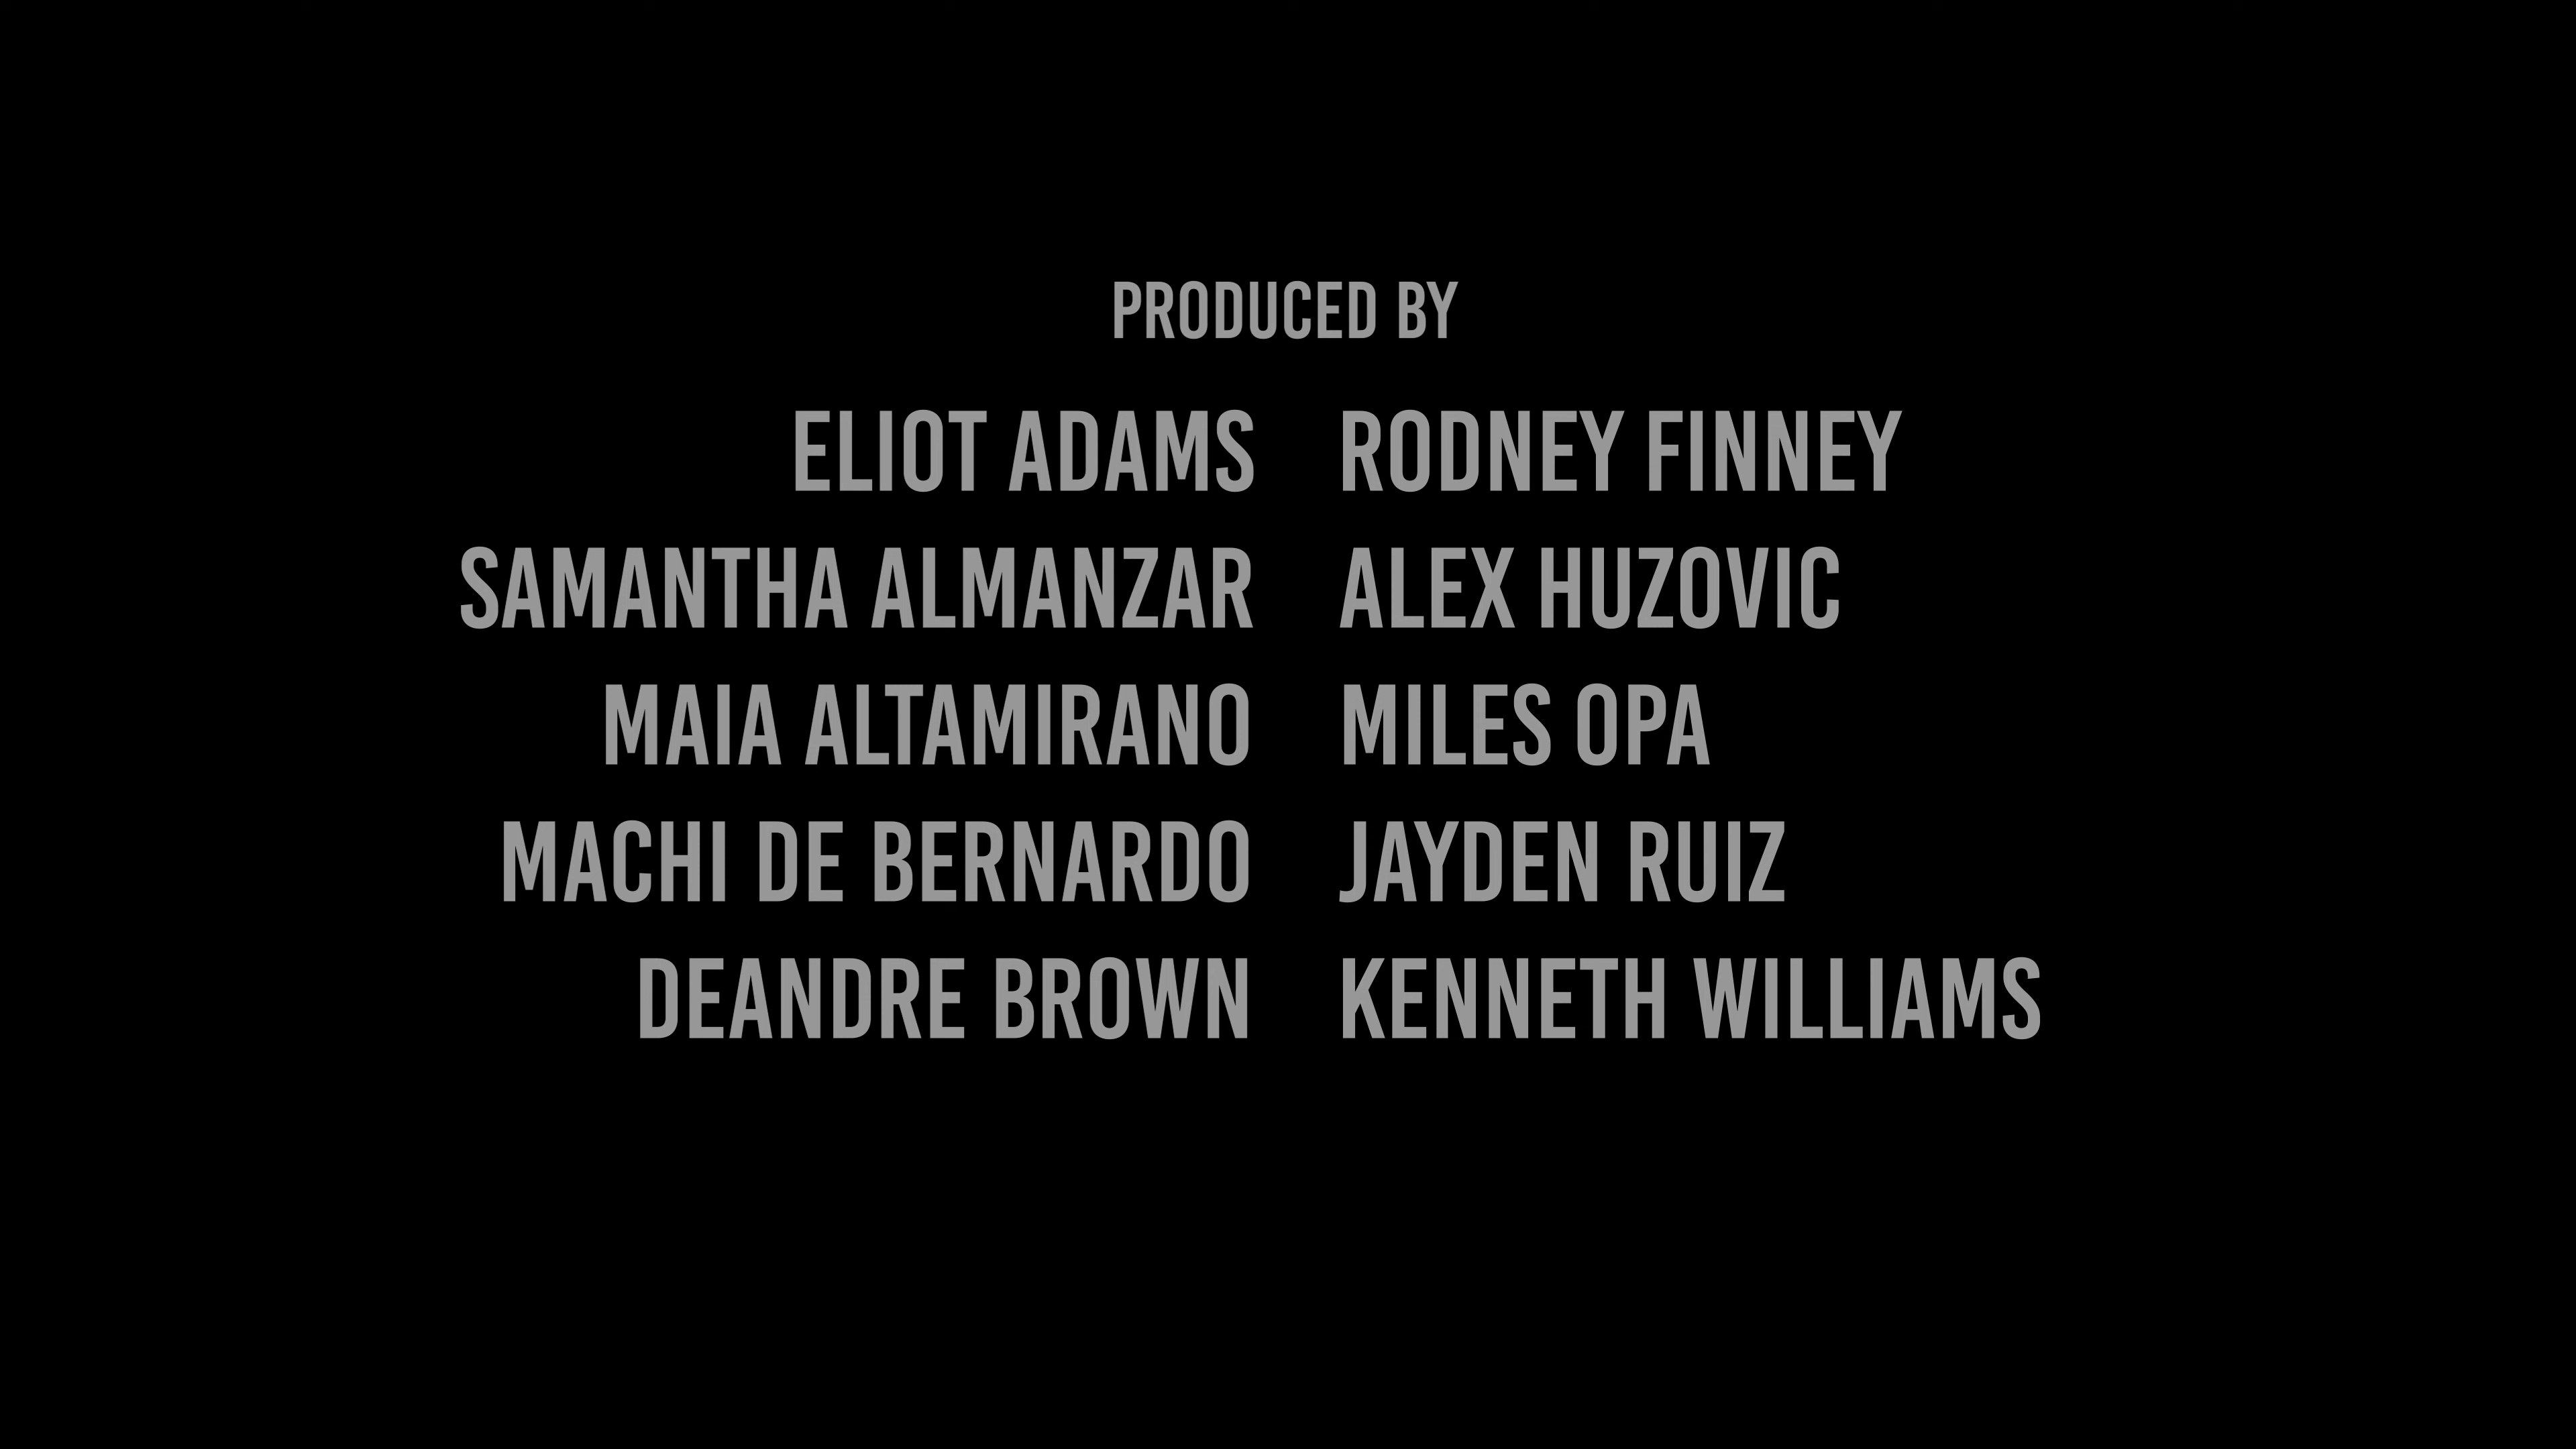 PRODUCED BY
ELIOT ADAMS RODNEY FINNEY
SAMANTHA ALMANZAR ALEX HUZOVIC
MAIA ALTAMIRANO MILES OPA
MACHI DE BERNARDO JAYDEN RUIZ
DEANDRE BROWN KENNETH WILLIAMS